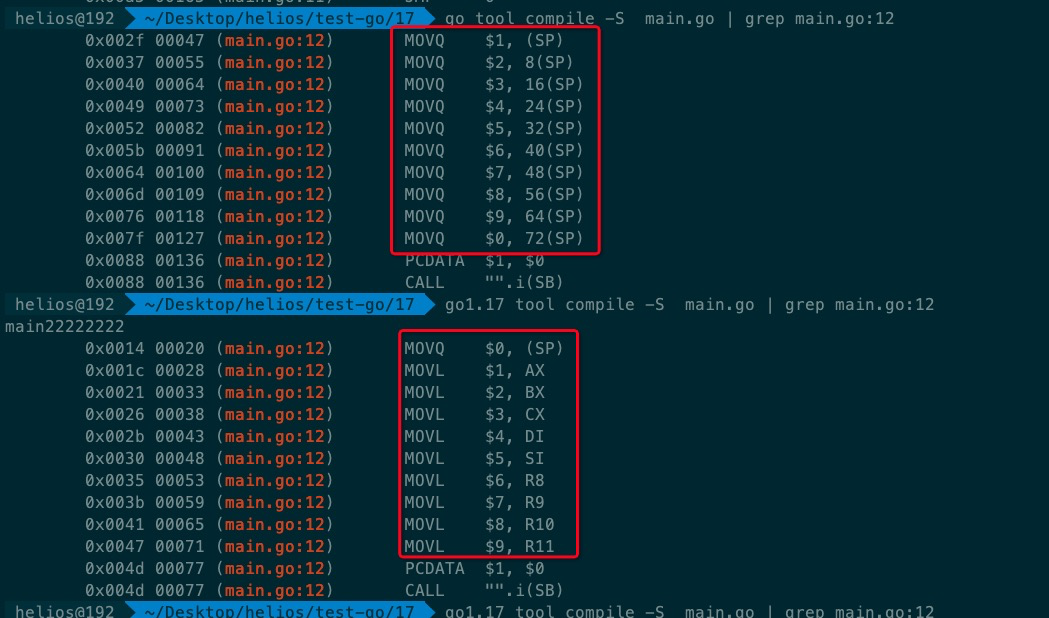 helios@192 ~/Desktop/helios/test-go/17 go tool compile -S  main.go | grep main.go:12
0x002f 00047 (main.go:12) MOVQ $1, (SP)
0x0037 00055 (main.go:12) MOVQ $2, 8(SP)
0x0040 00064 (main.go:12) MOVQ $3, 16(SP)
0x0049 00073 (main.go:12) MOVQ $4, 24(SP)
0x0052 00082 (main.go:12) MOVQ $5, 32(SP)
0x005b 00091 (main.go:12) MOVQ $6, 40(SP)
0x0064 00100 (main.go:12) MOVQ $7, 48(SP)
0x006d 00109 (main.go:12) MOVQ $8, 56(SP)
0x0076 00118 (main.go:12) MOVQ $9, 64(SP)
0x007f 00127 (main.go:12) MOVQ $0, 72(SP)
0x0088 00136 (main.go:12) PCDATA $1, $0
0x0088 00136 (main.go:12) CALL "".i(SB)
helios@192 ~/Desktop/helios/test-go/17 go1.17 tool compile -S  main.go | grep main.go:12
main22222222
0x0014 00020 (main.go:12) MOVQ $0, (SP)
0x001c 00028 (main.go:12) MOVL $1, AX
0x0021 00033 (main.go:12) MOVL $2, BX
0x0026 00038 (main.go:12) MOVL $3, CX
0x002b 00043 (main.go:12) MOVL $4, DI
0x0030 00048 (main.go:12) MOVL $5, SI
0x0035 00053 (main.go:12) MOVL $6, R8
0x003b 00059 (main.go:12) MOVL $7, R9
0x0041 00065 (main.go:12) MOVL $8, R10
0x0047 00071 (main.go:12) MOVL $9, R11
0x004d 00077 (main.go:12) PCDATA $1, $0
0x004d 00077 (main.go:12) CALL "".i(SB)
helios@192 ~/Desktop/helios/test-go/17 go1.17 tool compile -S  main.go | grep main.go:12